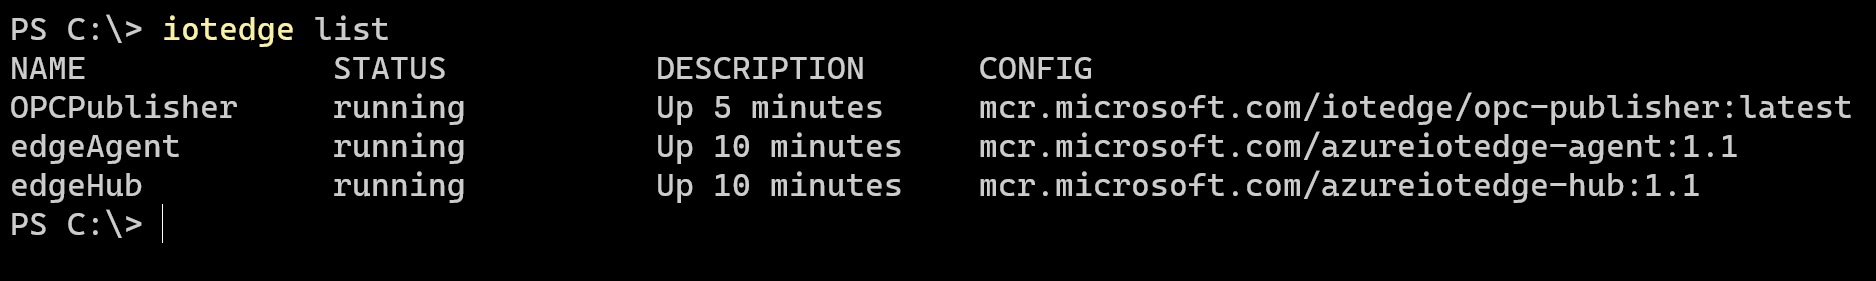 PS C:\> iotedge list
NAME             STATUS           DESCRIPTION      CONFIG
OPCPublisher     running          Up 5 minutes     mcr.microsoft.com/iotedge/opc-publisher:latest
edgeAgent        running          Up 10 minutes    mcr.microsoft.com/azureiotedge-agent:1.1
edgeHub          running          Up 10 minutes    mcr.microsoft.com/azureiotedge-hub:1.1
PS C:\>